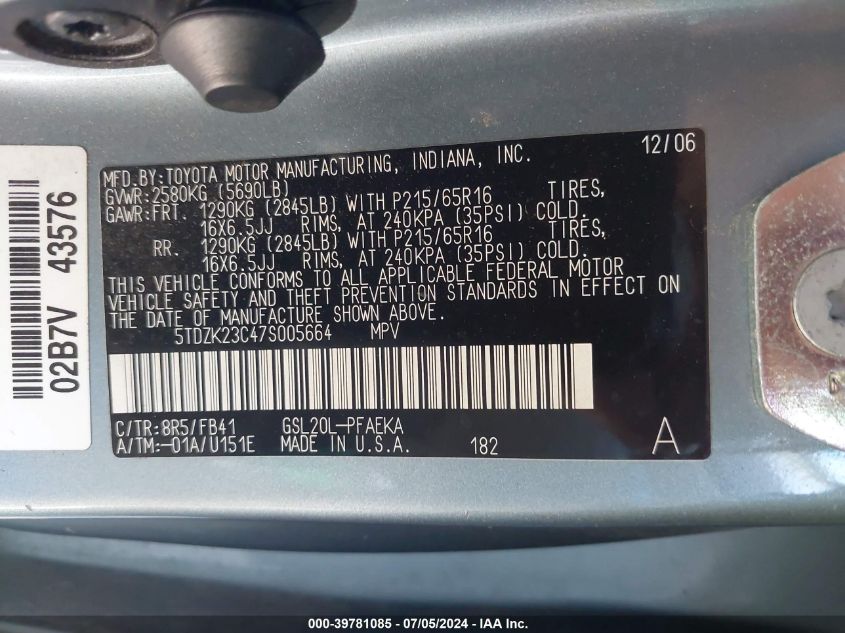 02B7V 43576
MFD.BY:TOYOTA MOTOR MANUFACTURING, INDIANA, INC. 12/06
GVWR:2580KG (5690LB)
GAWR:FRT. 1290KG (2845LB) WITH P215/65R16 TIRES,
16X6.5JJ RIMS, AT 240KPA (35PSI) COLD.
RR. 1290KG (2845LB) WITH P215/65R16 TIRES,
16X6.5JJ RIMS, AT 240KPA (35PSI) COLD.
THIS VEHICLE CONFORMS TO ALL APPLICABLE FEDERAL MOTOR
VEHICLE SAFETY AND THEFT PREVENTION STANDARDS IN EFFECT ON
THE DATE OF MANUFACTURE SHOWN ABOVE.
5TDZK23C47S005664 MPV
C/TR:8R5/FB41 GSL20L-PFAEKA
A/TM:-01A/U151E MADE IN U.S.A. 182 A
000-39781085 - 07/05/2024 - IAA Inc.